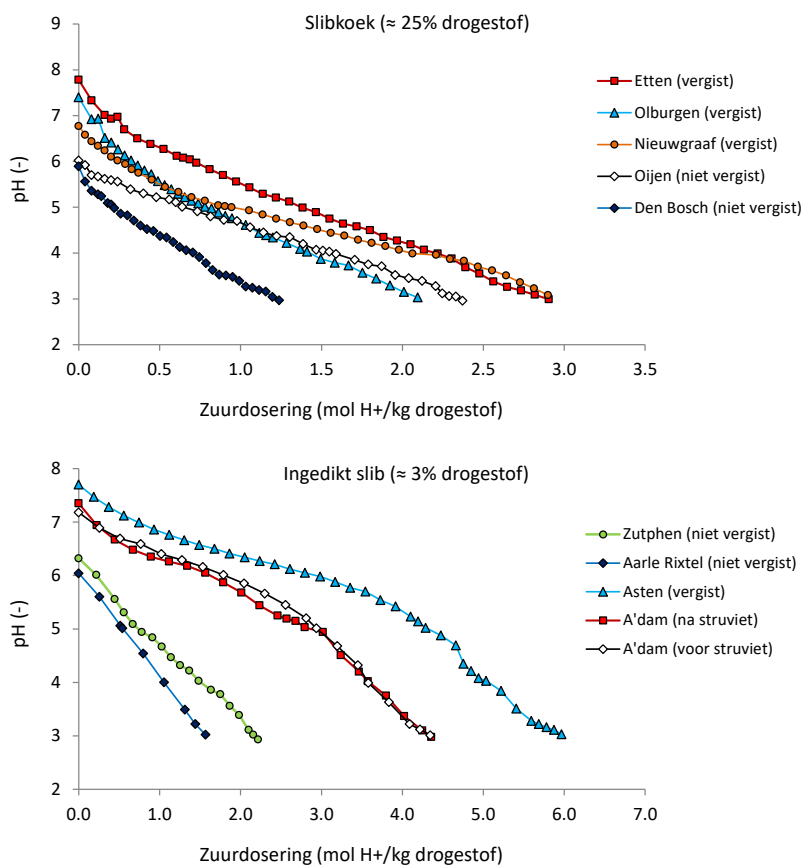 Slibkoek (≈ 25% drogestof)
9
8
7
6
5
4
3
2
pH (-)
0.0 0.5 1.0 1.5 2.0 2.5 3.0 3.5
Zuurdosering (mol H+/kg drogestof)
Etten (vergist)
Olburgen (vergist)
Nieuwgraaf (vergist)
Oijen (niet vergist)
Den Bosch (niet vergist)
Ingedikt slib (≈ 3% drogestof)
8
7
6
5
4
3
2
pH (-)
0.0 1.0 2.0 3.0 4.0 5.0 6.0 7.0
Zuurdosering (mol H+/kg drogestof)
Zutphen (niet vergist)
Aarle Rixtel (niet vergist)
Asten (vergist)
A'dam (na struviet)
A'dam (voor struviet)